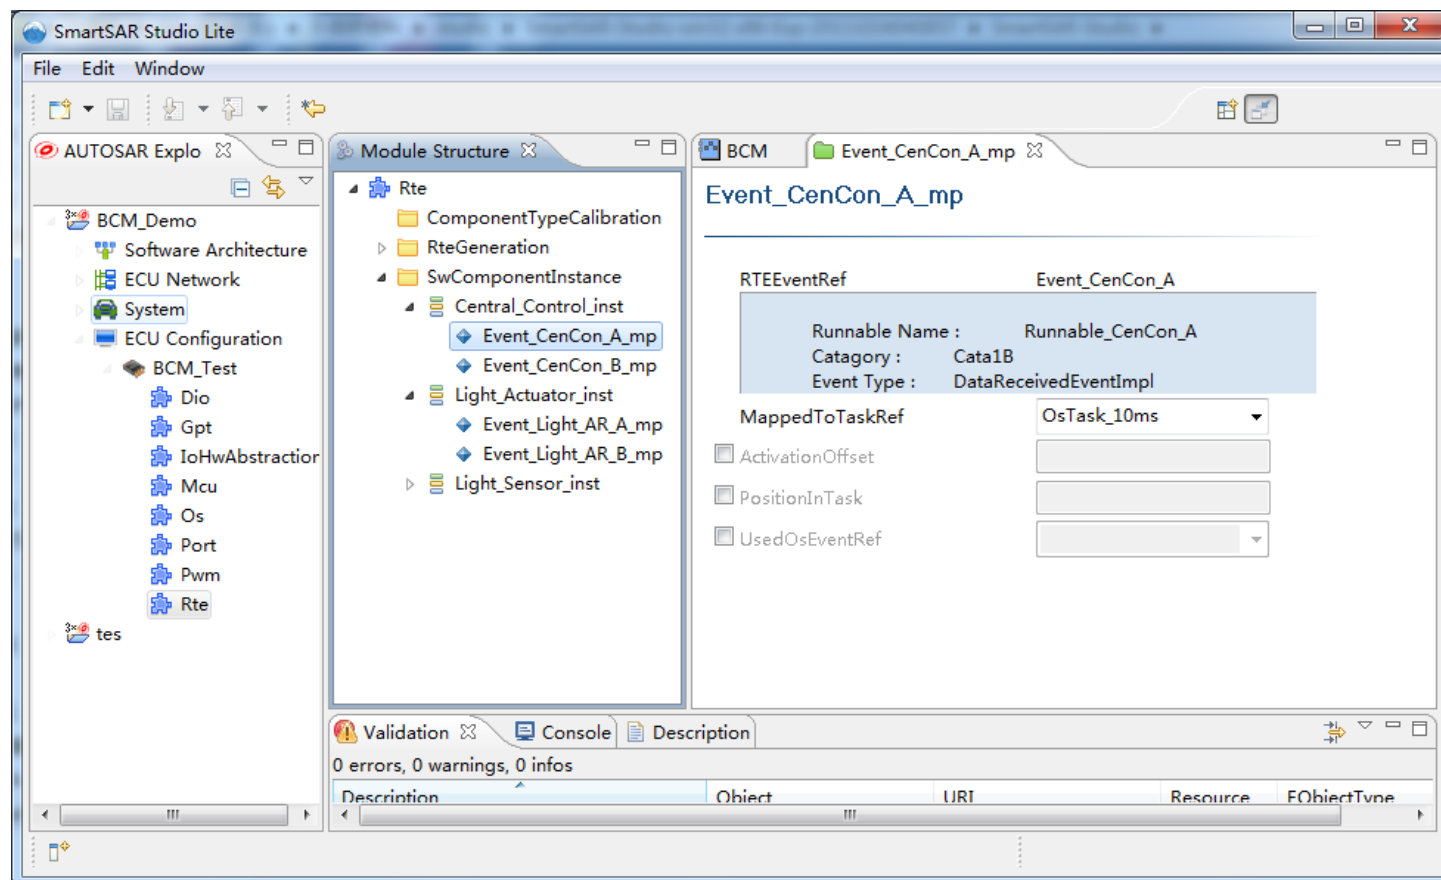 SmartSAR Studio Lite
File Edit Window
AUTOSAR Explo
BCM_Demo
Software Architecture
ECU Network
System
ECU Configuration
BCM_Test
Dio
Gpt
IoHwAbstraction
Mcu
Os
Port
Pwm
Rte
tes
Module Structure
Rte
ComponentTypeCalibration
RteGeneration
SwComponentInstance
Central_Control_inst
Event_CenCon_A_mp
Event_CenCon_B_mp
Light_Actuator_inst
Event_Light_AR_A_mp
Event_Light_AR_B_mp
Light_Sensor_inst
BCM Event_CenCon_A_mp
Event_CenCon_A_mp
RTEEventRef Event_CenCon_A
Runnable Name : Runnable_CenCon_A
Catagory : Cata1B
Event Type : DataReceivedEventImpl
MappedToTaskRef OsTask_10ms
ActivationOffset
PositionInTask
UsedOsEventRef
Validation Console Description
0 errors, 0 warnings, 0 infos
Description Object URI Resource EObjectType